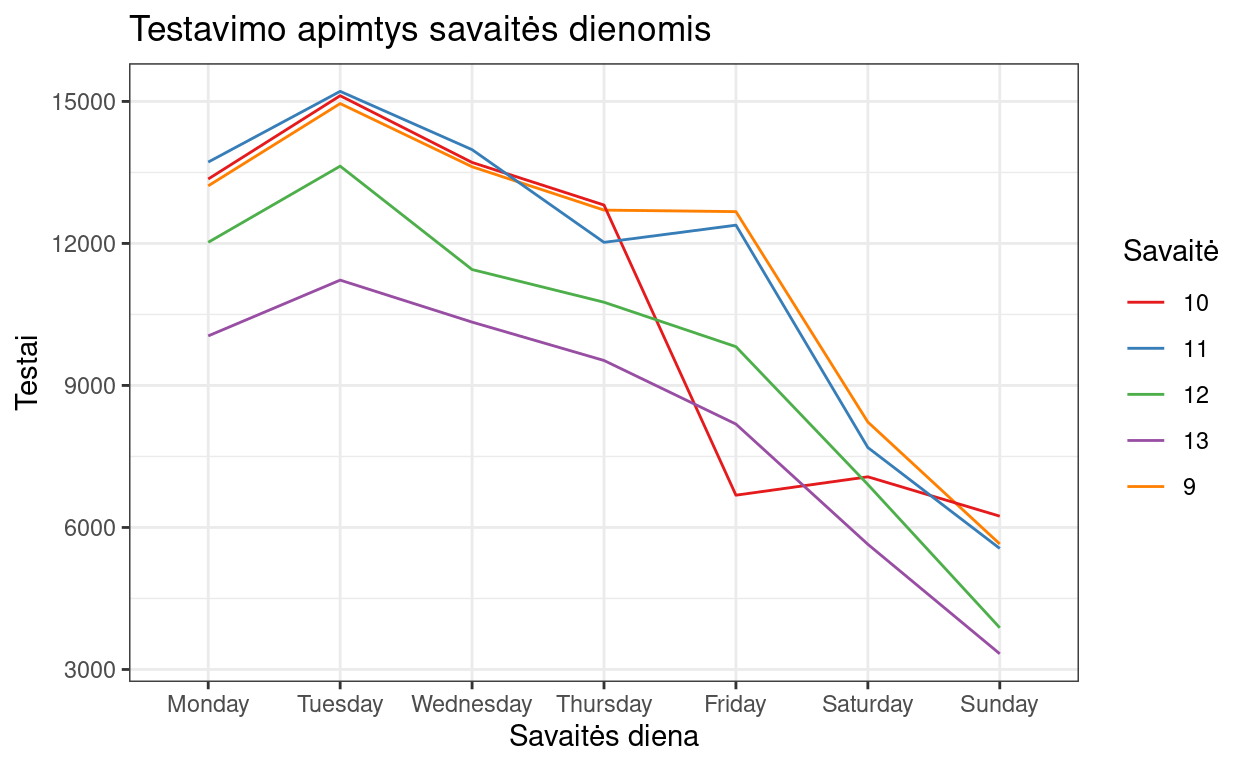 Testavimo apimtys savaitės dienomis
Testai
15000
12000
9000
6000
3000
Monday
Tuesday
Wednesday
Thursday
Friday
Saturday
Sunday
Savaitės diena
Savaitė
10
11
12
13
9